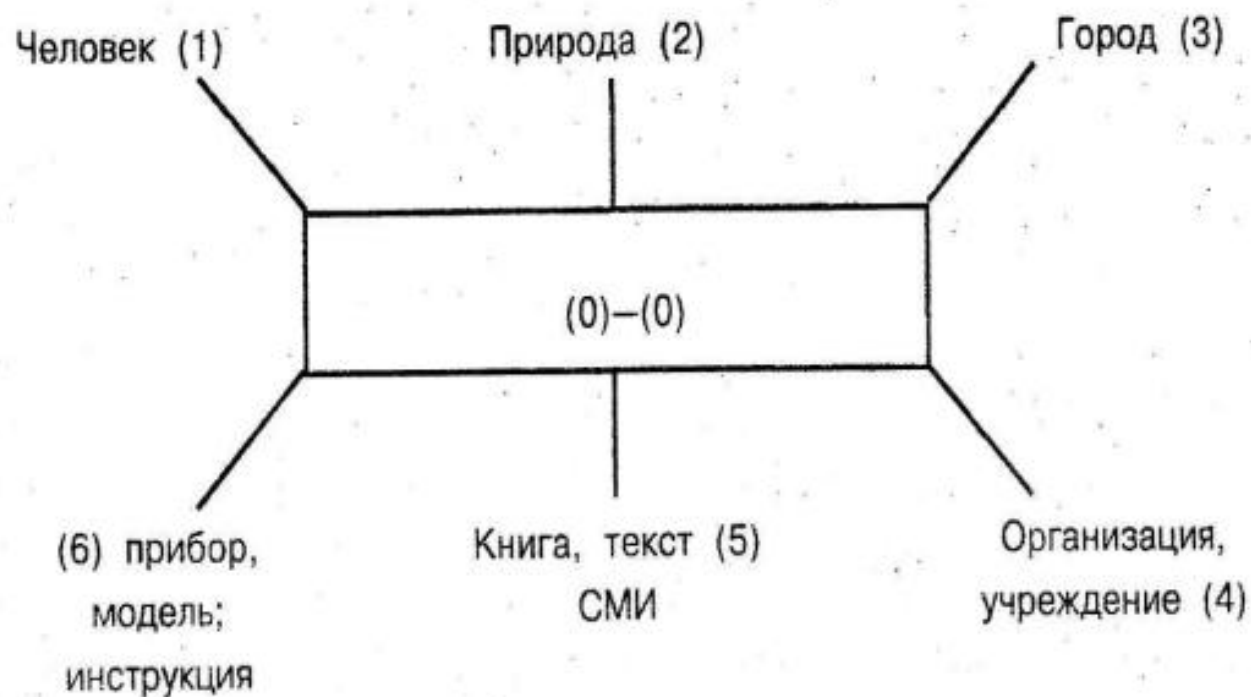 Человек (1)
Природа (2)
Город (3)
(0)–(0)
(6) прибор,
модель;
инструкция
Книга, текст (5)
СМИ
Организация,
учреждение (4)